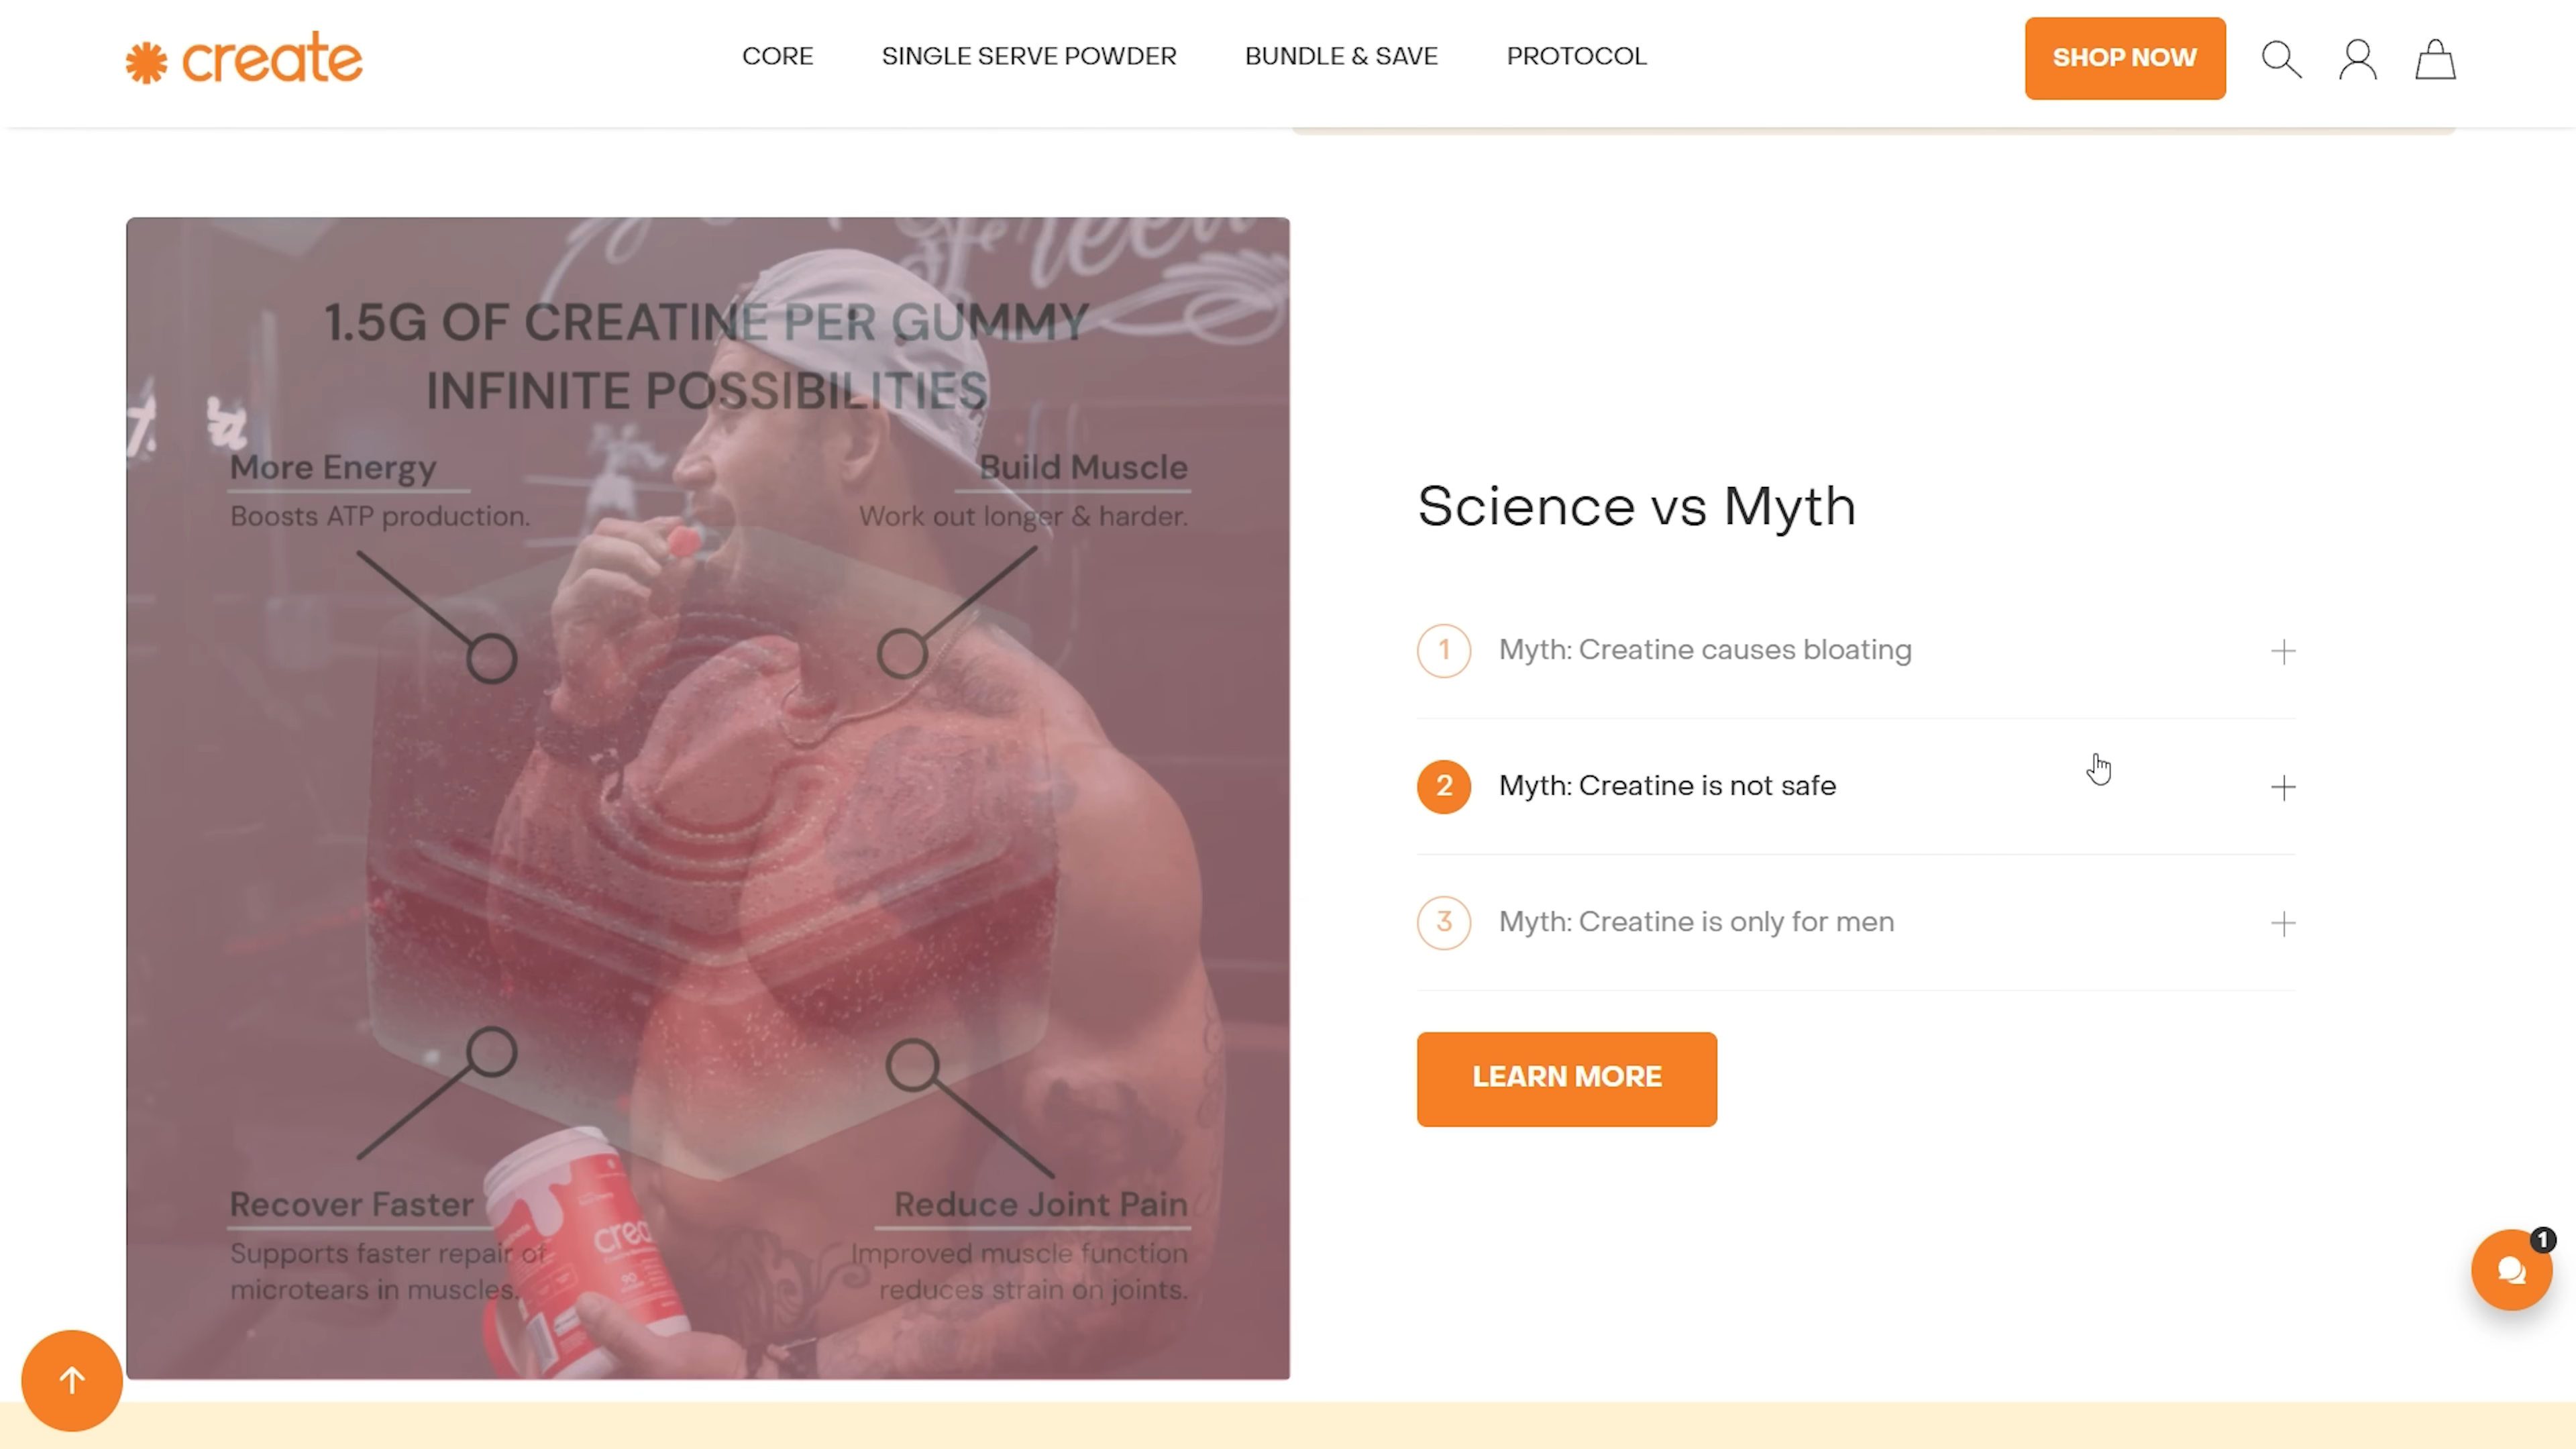 create
CORE
SINGLE SERVE POWDER
BUNDLE & SAVE
PROTOCOL
SHOP NOW
1.5G OF CREATINE PER GUMMY
INFINITE POSSIBILITIES
More Energy
Boosts ATP production.
Build Muscle
Work out longer & harder.
Recover Faster
Supports faster repair of
microtears in muscles.
Reduce Joint Pain
Improved muscle function
reduces strain on joints.
crea
90
Science vs Myth
1 Myth: Creatine causes bloating
2 Myth: Creatine is not safe
3 Myth: Creatine is only for men
LEARN MORE
1